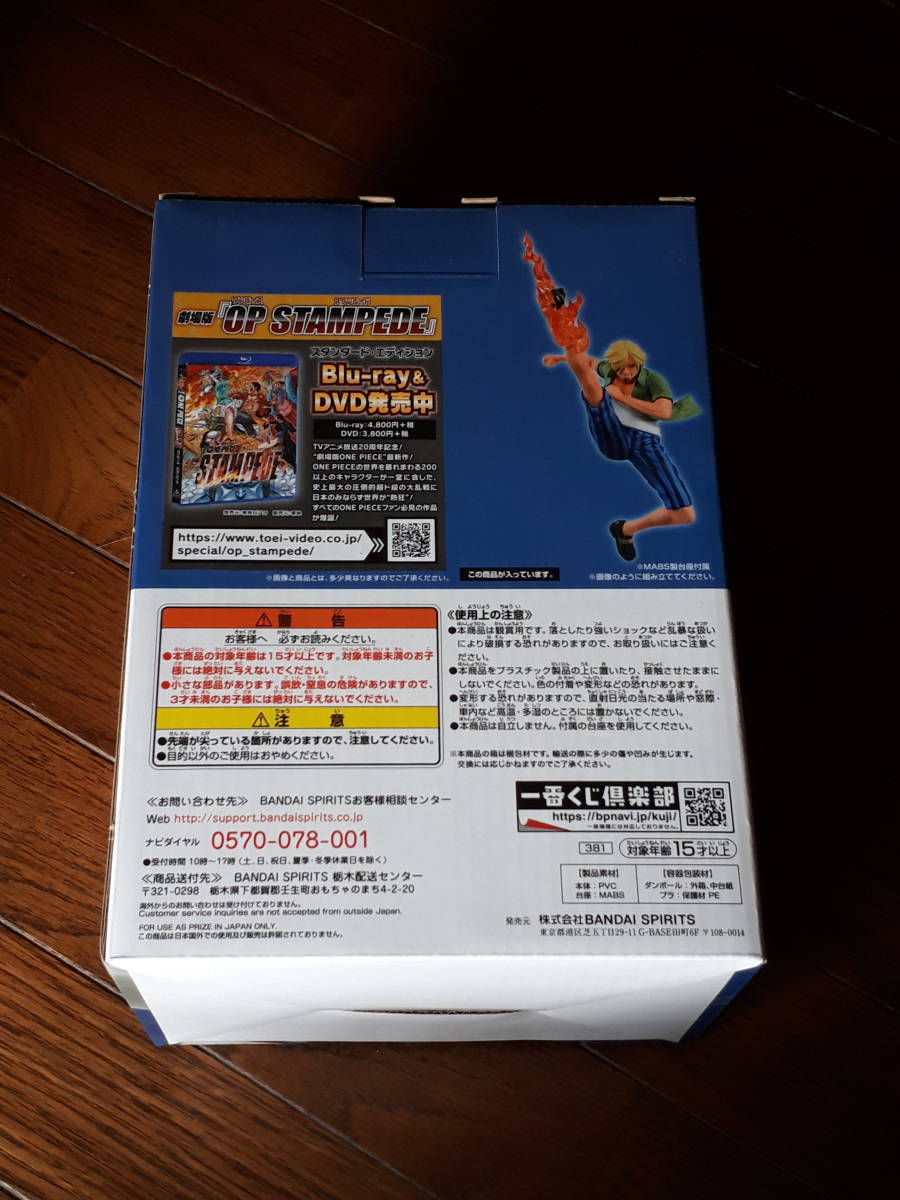 劇場版『OP STAMPEDE』
スタンダード・エディション
Blu-ray&
DVD発売中
Blu-ray：4,800円+税
DVD：3,800円+税
TVアニメ放送20周年記念！
"劇場版ONE PIECE"最新作！
ONE PIECEの世界を暴れまわる200
以上のキャラクターが一堂に会した、
史上最大の圧倒的超ド級の大乱戦に
日本のみならず世界が"熱狂"！
すべてのONE PIECEファン必見の作品
が爆誕！
ONE PIECE
STAMPEDE
https://www.toei-video.co.jp/
special/op_stampede/
※画像と商品とは、多少異なりますのでご了承ください。
この商品が入っています。
※MABS製台座付属
※画像のように組み立ててください。
警告
お客様へ 必ずお読みください。
●本商品の対象年齢は15才以上です。対象年齢未満のお子
様には絶対に与えないでください。
●小さな部品があります。誤飲・窒息の危険がありますので、
3才未満のお子様には絶対に与えないでください。
注意
●先端が尖っている箇所がありますので、注意してください。
●目的以外のご使用はおやめください。
《使用上の注意》
●本商品は観賞用です。落としたり強いショックなど乱暴な扱い
により破損する恐れがありますので、お取り扱いにはご注意く
ださい。
●本商品をプラスチック製品の上に置いたり、接触させたままに
しないでください。色の付着や変形などの恐れがあります。
●変形する恐れがありますので、直射日光の当たる場所や窓際・
車内など高温・多湿のところには置かないでください。
●本商品は自立しません。付属の台座を使用してください。
※本商品の箱は梱包材です。輸送の際に多少の傷や凹みが生じます。
交換には応じかねますのでご了承ください。
≪お問い合わせ先≫ BANDAI SPIRITSお客様相談センター
Web http://support.bandaispirits.co.jp
ナビダイヤル 0570-078-001
●受付時間 10時～17時（土、日、祝日、夏季・冬季休業日を除く）
≪商品送付先≫ BANDAI SPIRITS 栃木配送センター
〒321-0298 栃木県下都賀郡壬生町おもちゃのまち4-2-20
海外からのお問い合わせは受け付けておりません。
Customer service inquiries are not accepted from outside Japan.
FOR USE AS PRIZE IN JAPAN ONLY.
この商品は日本国外での使用及び販売は許諾されておりません。
一番くじ倶楽部
https://bpnavi.jp/kuji/
一部機種には対応しておりません。
381
対象年齢15才以上
【製品素材】
本体：PVC
台座：MABS
【容器包装材】
ダンボール：外箱、中台紙
プラ：保護材 PE
発売元 株式会社BANDAI SPIRITS
東京都港区芝五丁目29-11 G-BASE田町6F 〒108-0014